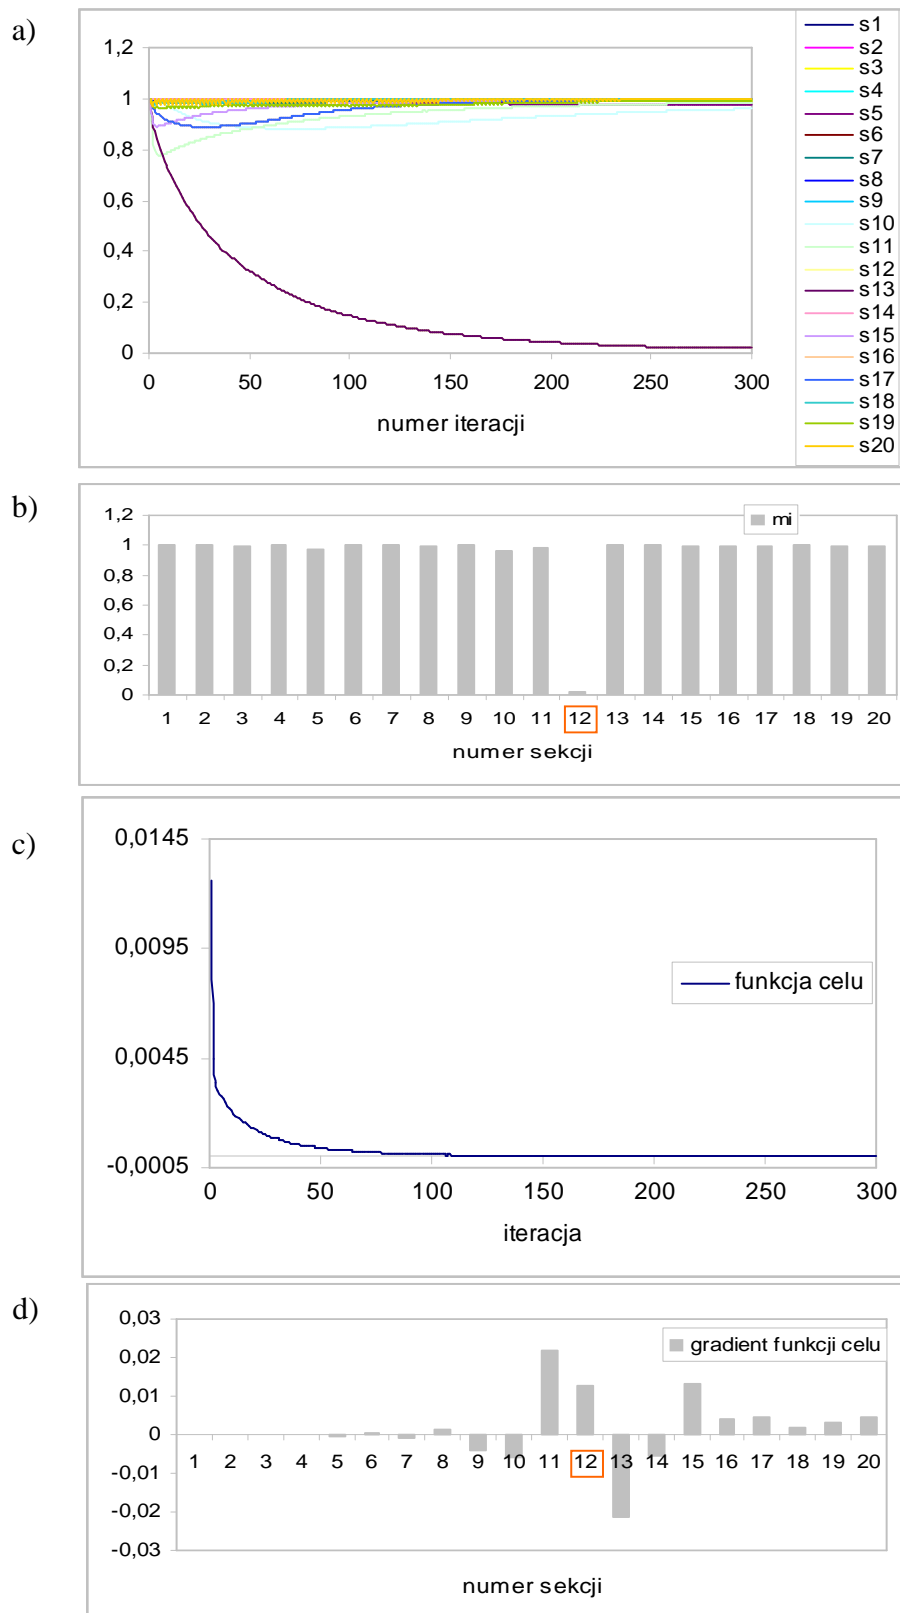 a)
1,2
1
0,8
0,6
0,4
0,2
0
0 50 100 150 200 250 300
numer iteracji
s1
s2
s3
s4
s5
s6
s7
s8
s9
s10
s11
s12
s13
s14
s15
s16
s17
s18
s19
s20
b)
1,2
1
0,8
0,6
0,4
0,2
0
mi
1 2 3 4 5 6 7 8 9 10 11 12 13 14 15 16 17 18 19 20
numer sekcji
c)
0,0145
0,0095
0,0045
-0,0005
funkcja celu
0 50 100 150 200 250 300
iteracja
d)
0,03
0,02
0,01
0
-0,01
-0,02
-0,03
gradient funkcji celu
1 2 3 4 5 6 7 8 9 10 11 12 13 14 15 16 17 18 19 20
numer sekcji